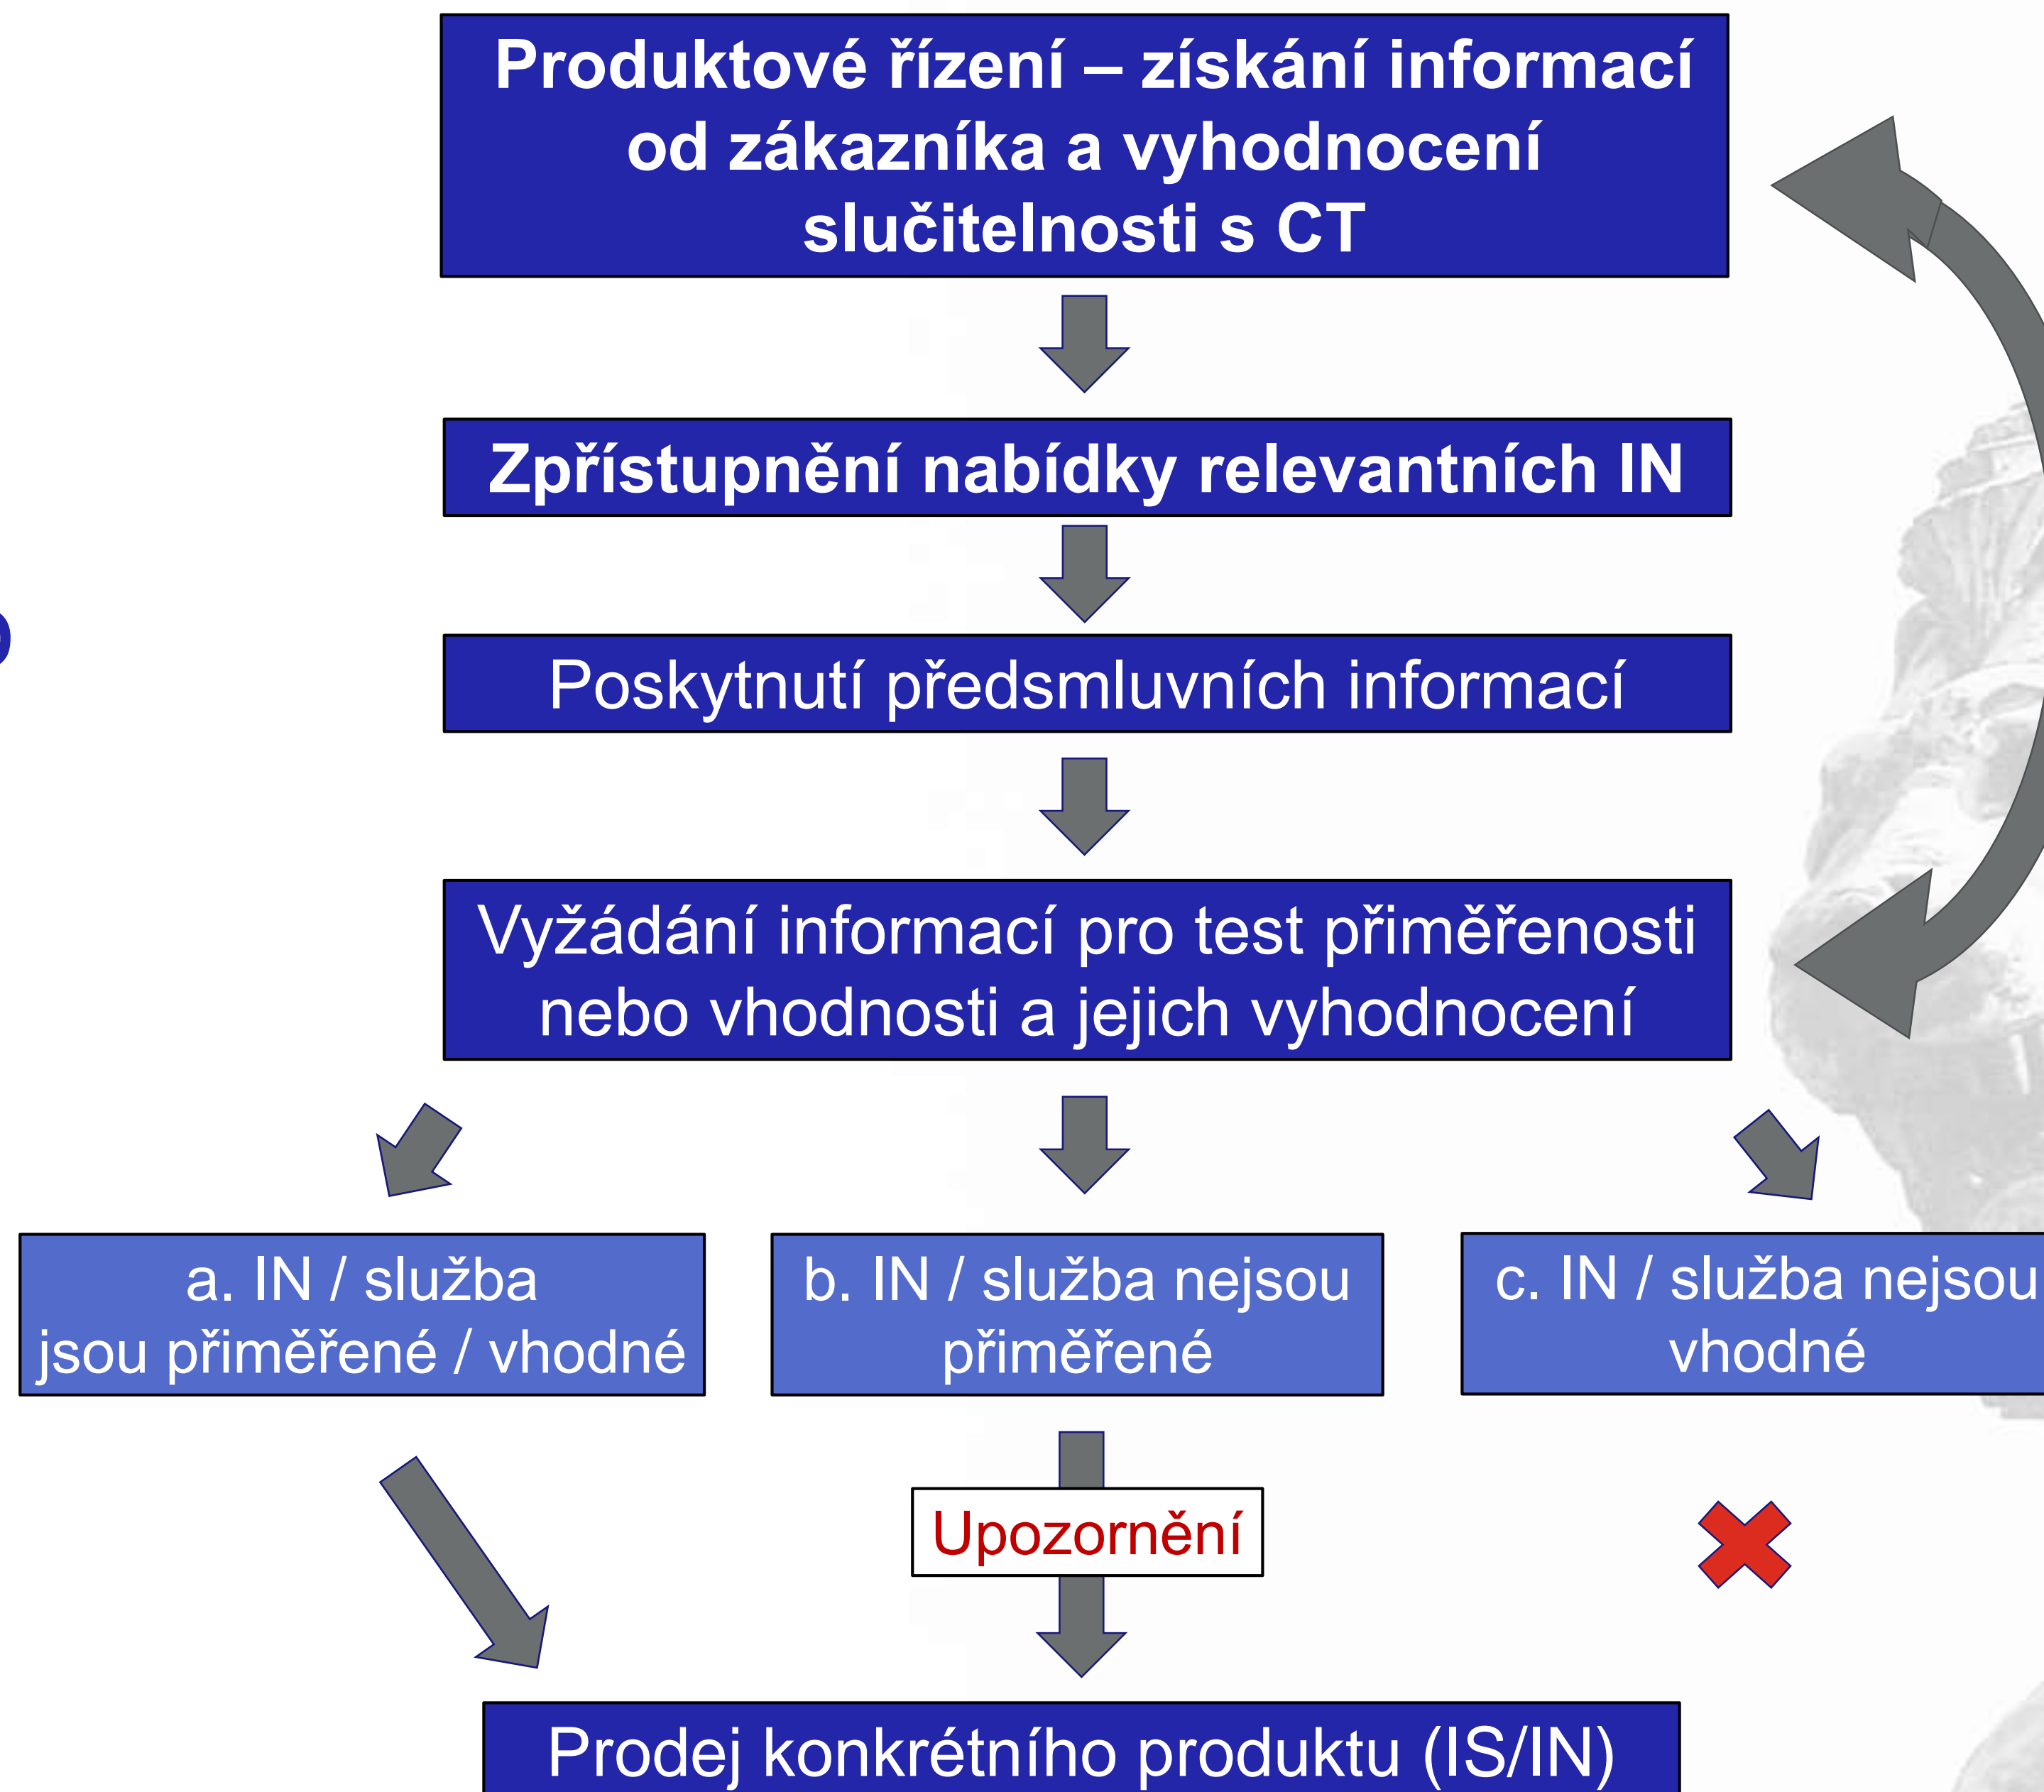 Produktové řízení – získání informací
od zákazníka a vyhodnocení
slučitelnosti s CT
Zpřístupnění nabídky relevantních IN
Poskytnutí předsmluvních informací
Vyžádání informací pro test přiměřenosti
nebo vhodnosti a jejich vyhodnocení
a. IN / služba
jsou přiměřené / vhodné
b. IN / služba nejsou
přiměřené
c. IN / služba nejsou
vhodné
Upozornění
Prodej konkrétního produktu (IS/IN)